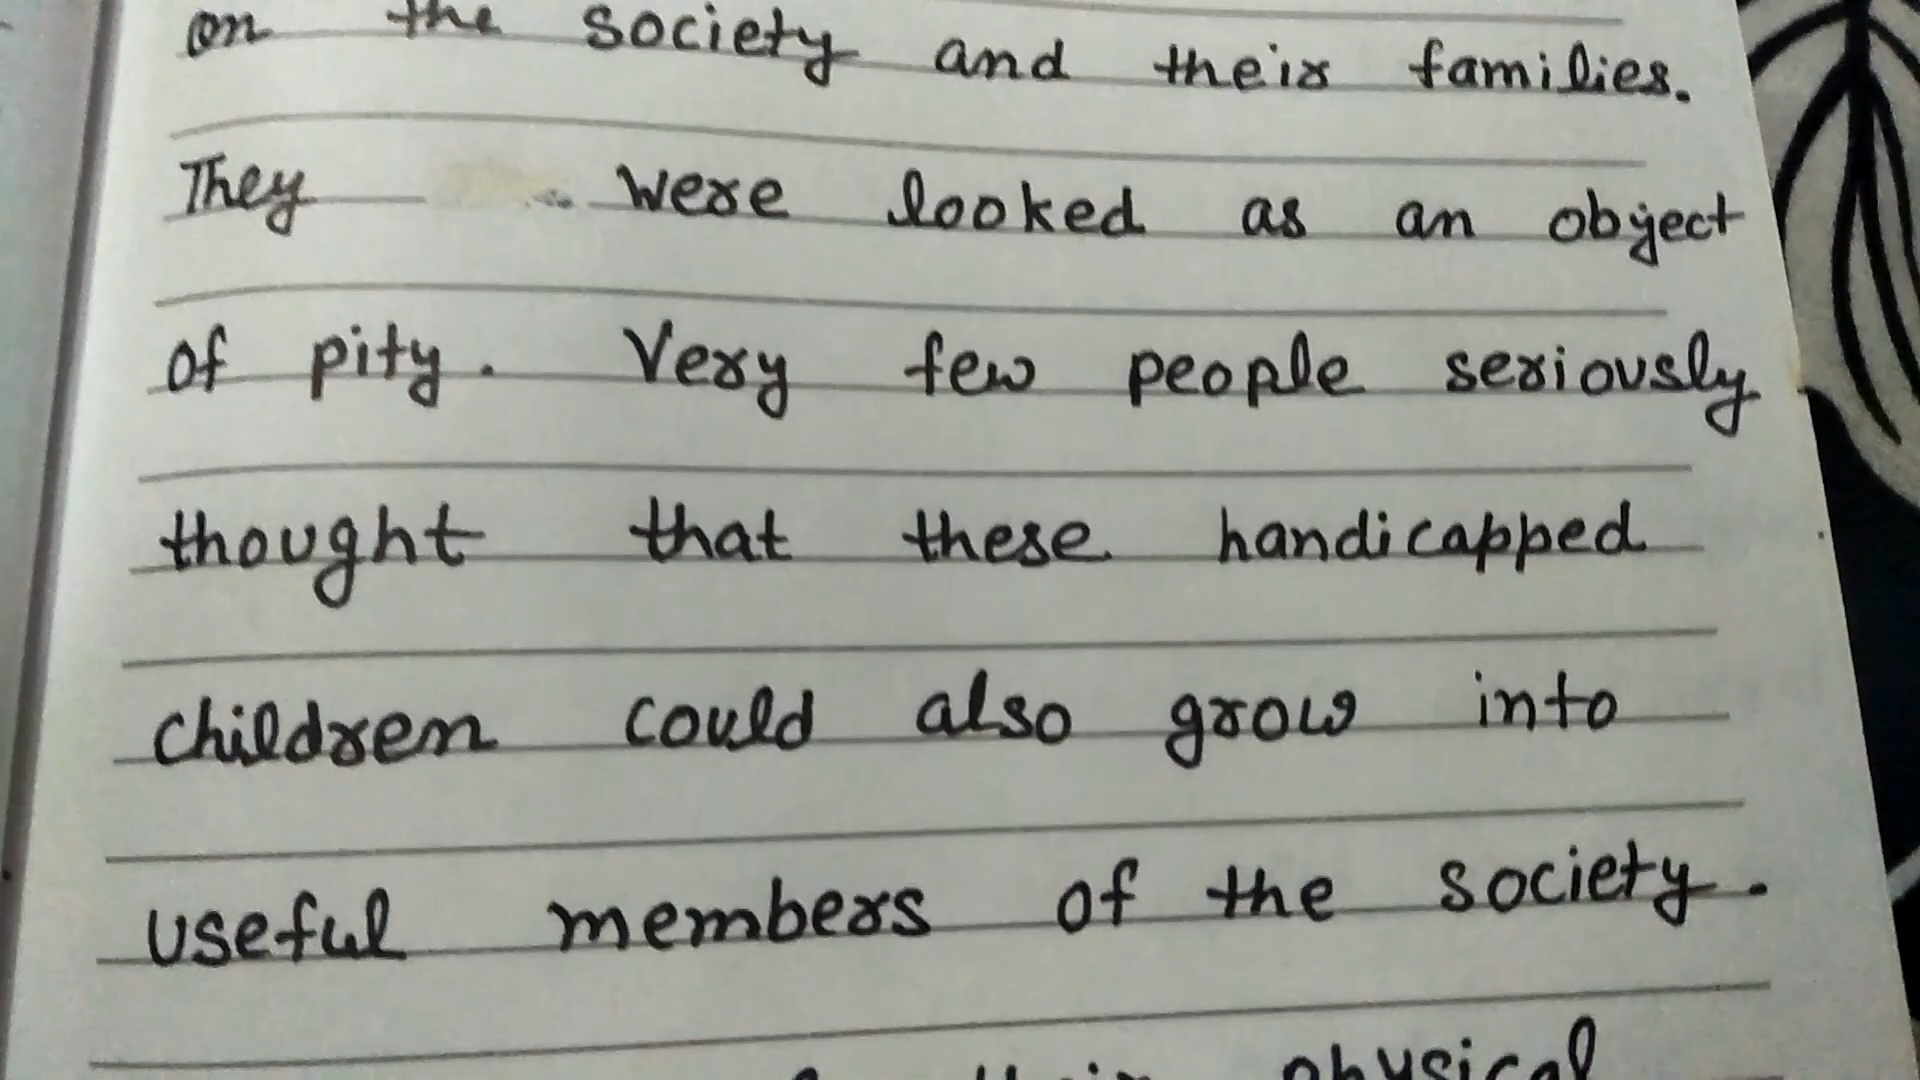 on the society and their families.
They were looked as an object
of pity. Very few people seriously
thought that these handicapped
children could also grow into
useful members of the society.
their physical